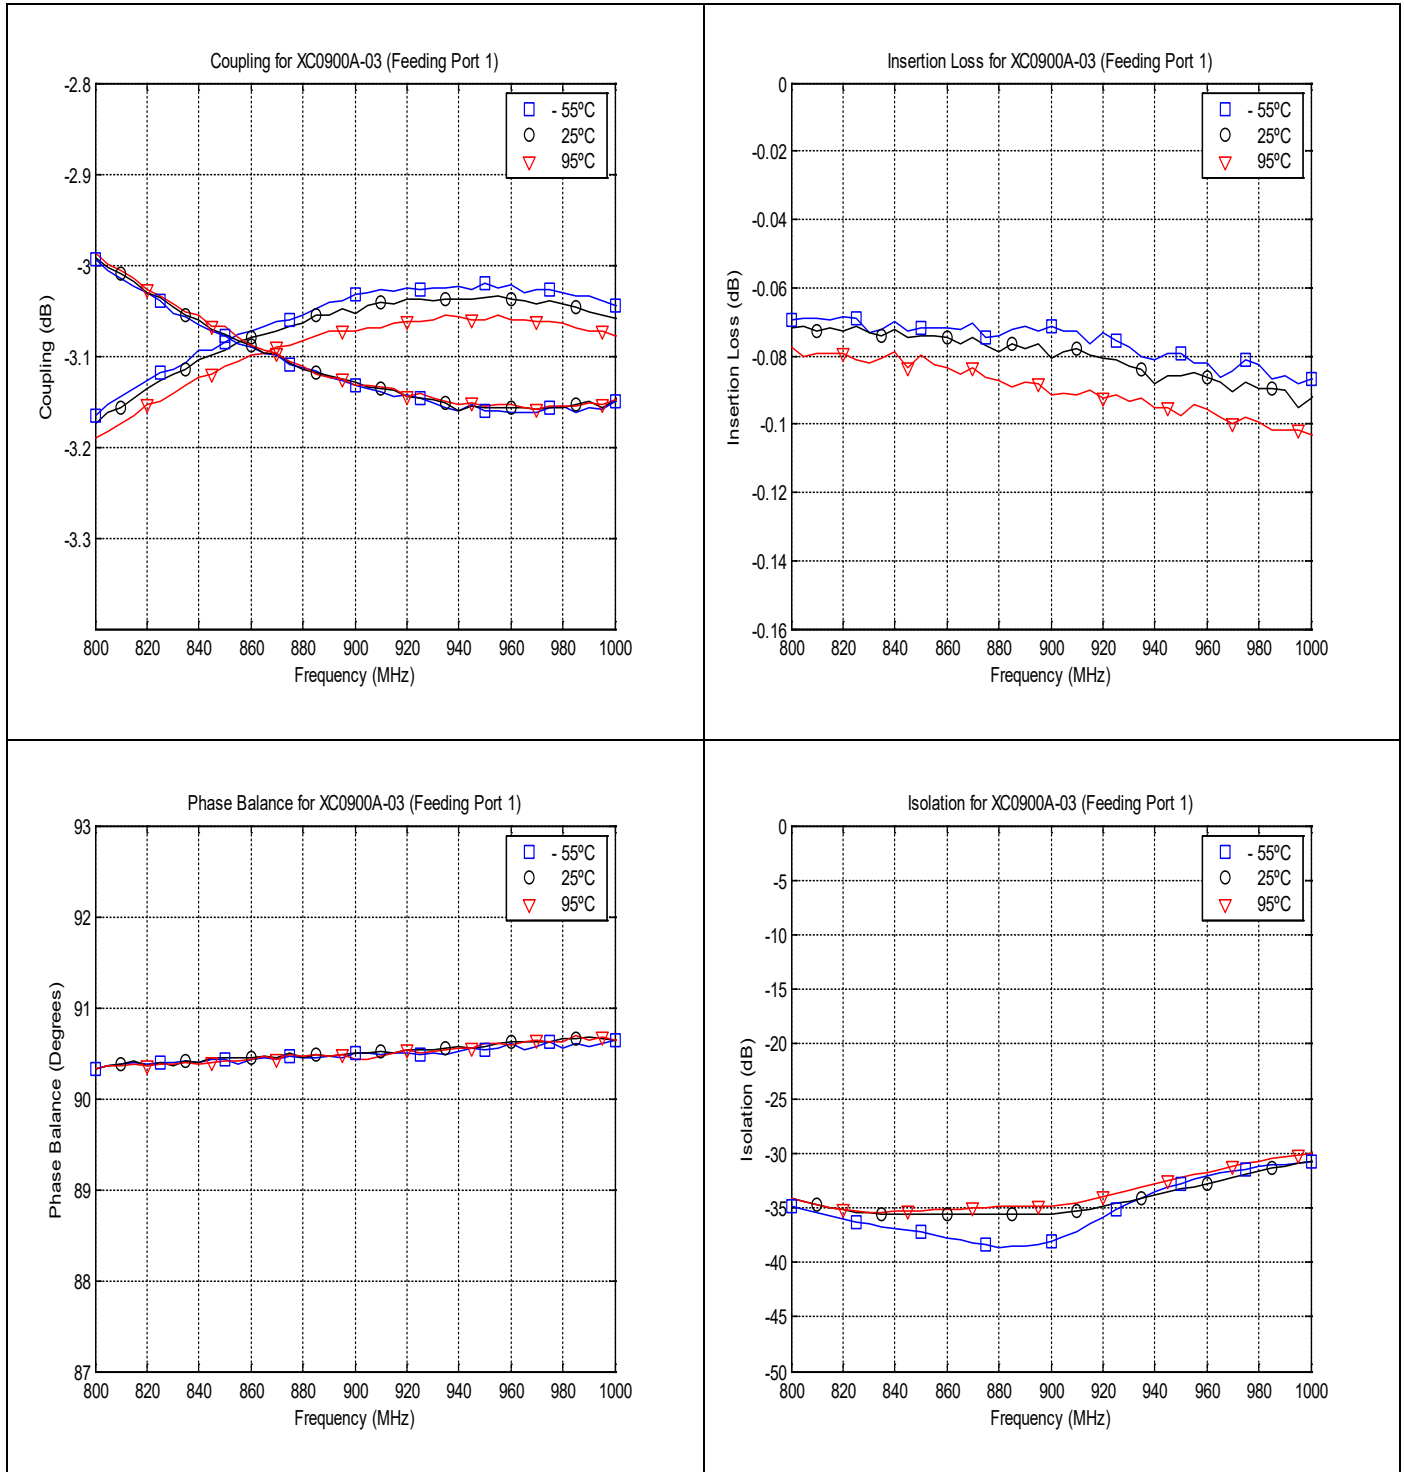 Coupling for XC0900A-03 (Feeding Port 1)
-2.8
-2.9
-3
-3.1
-3.2
-3.3
Coupling (dB)
- 55ºC
25ºC
95ºC
800 820 840 860 880 900 920 940 960 980 1000
Frequency (MHz)
Insertion Loss for XC0900A-03 (Feeding Port 1)
0
-0.02
-0.04
-0.06
-0.08
-0.1
-0.12
-0.14
-0.16
Insertion Loss (dB)
- 55ºC
25ºC
95ºC
800 820 840 860 880 900 920 940 960 980 1000
Frequency (MHz)
Phase Balance for XC0900A-03 (Feeding Port 1)
93
92
91
90
89
88
87
Phase Balance (Degrees)
- 55ºC
25ºC
95ºC
800 820 840 860 880 900 920 940 960 980 1000
Frequency (MHz)
Isolation for XC0900A-03 (Feeding Port 1)
0
-5
-10
-15
-20
-25
-30
-35
-40
-45
-50
Isolation (dB)
- 55ºC
25ºC
95ºC
800 820 840 860 880 900 920 940 960 980 1000
Frequency (MHz)